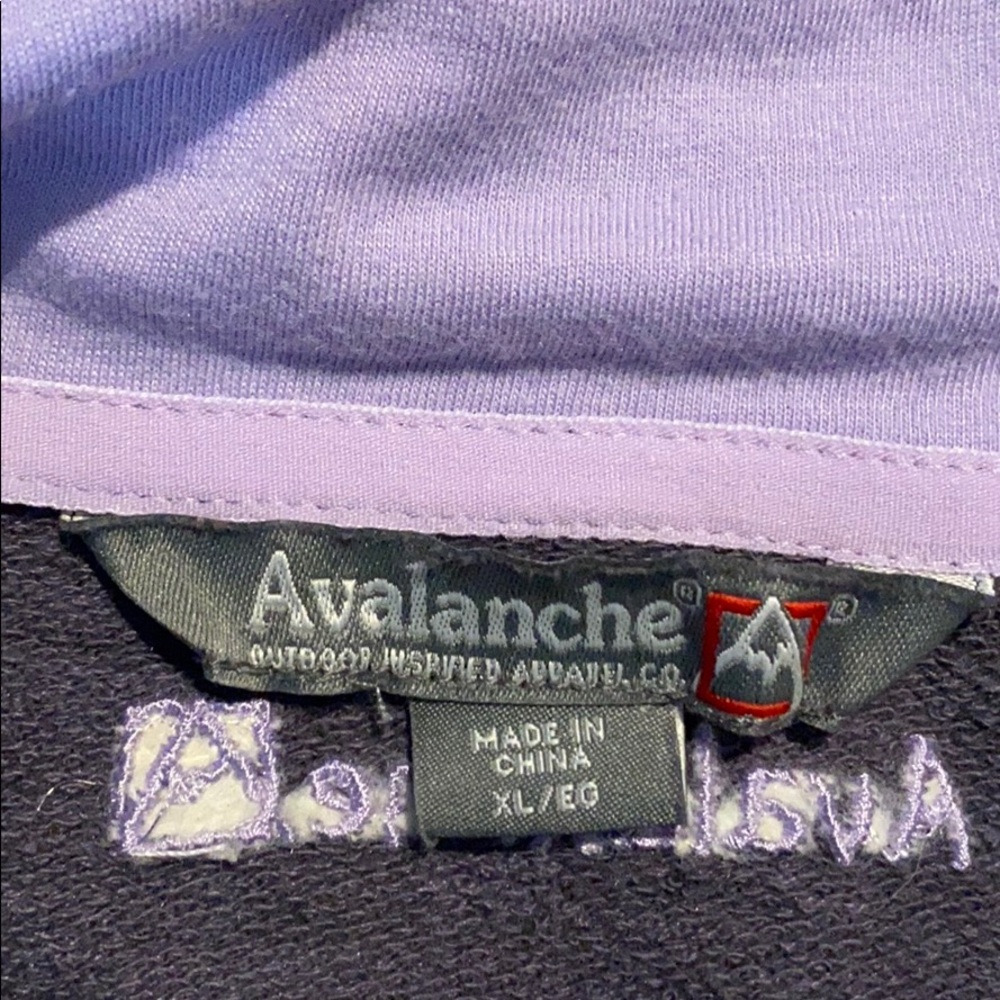 Avalanche® ®
OUTDOOR INSPIRED APPAREL CO.
MADE IN
CHINA
XL/EG